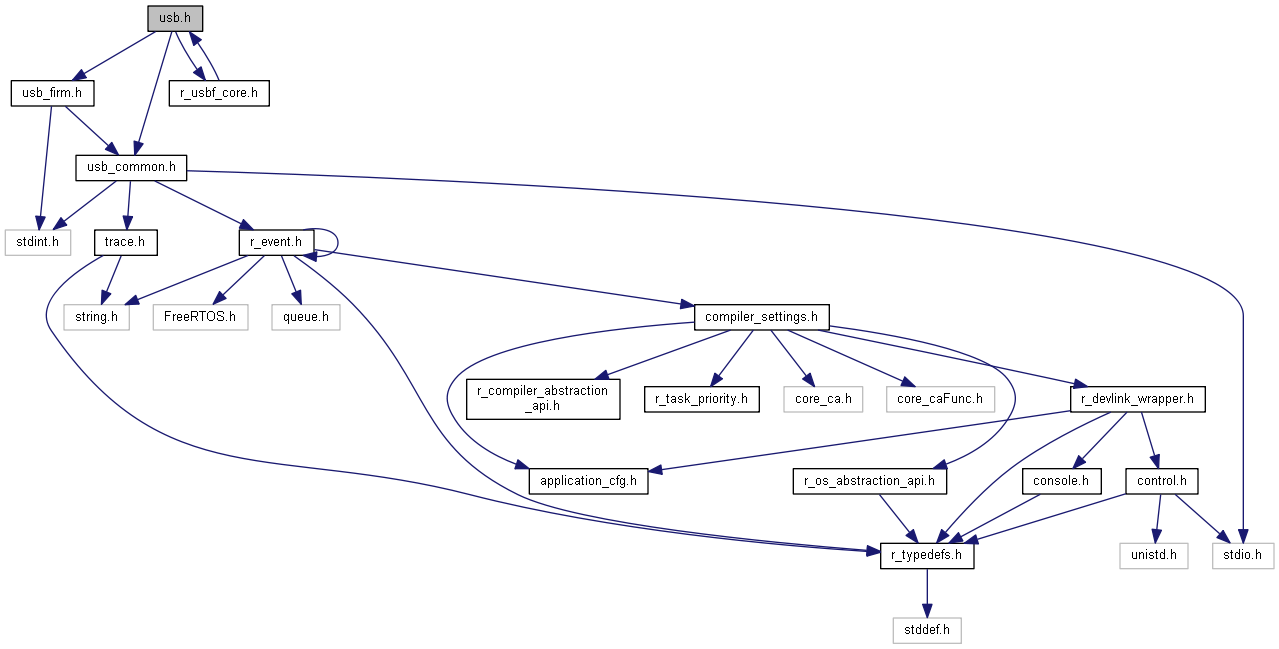 usb.h
usb_firm.h
r_usbf_core.h
usb_common.h
stdint.h
trace.h
r_event.h
string.h
FreeRTOS.h
queue.h
compiler_settings.h
r_compiler_abstraction
_api.h
r_task_priority.h
core_ca.h
core_caFunc.h
r_devlink_wrapper.h
application_cfg.h
r_os_abstraction_api.h
console.h
control.h
r_typedefs.h
unistd.h
stdio.h
stddef.h